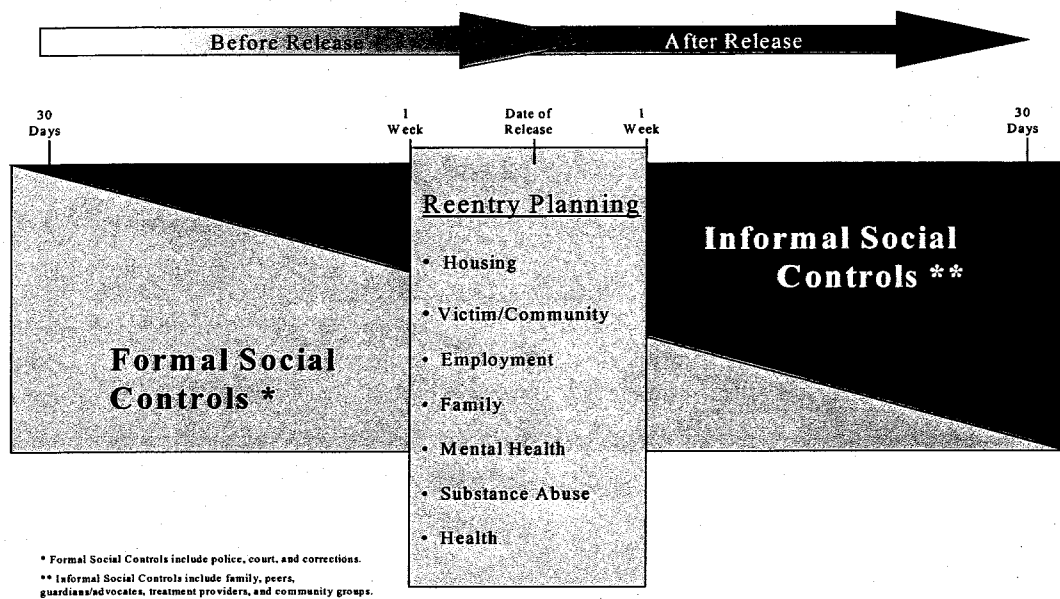 Before Release
After Release
30
Days
1
Week
Date of
Release
1
Week
30
Days
Reentry Planning
• Housing
• Victim/Community
• Employment
• Family
• Mental Health
• Substance Abuse
• Health
Formal Social
Controls *
Informal Social
Controls **
* Formal Social Controls include police, court, and corrections.
** Informal Social Controls include family, peers,
guardians/advocates, treatment providers, and community groups.